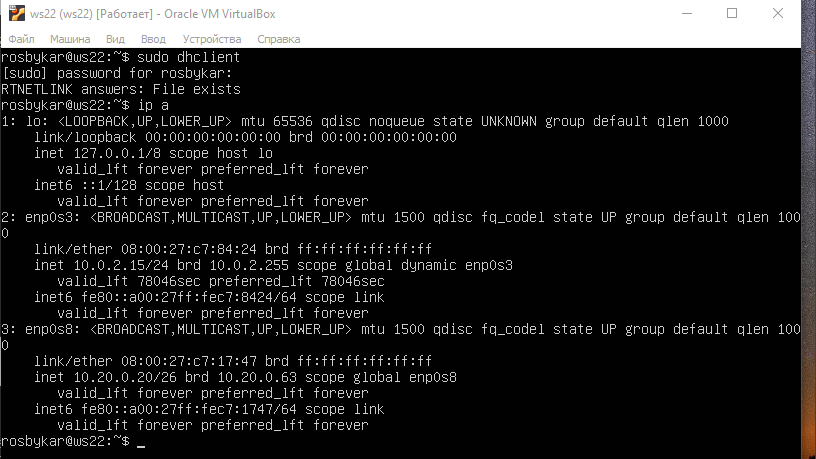 ws22 (ws22) [Работает] - Oracle VM VirtualBox
Файл Машина Вид Ввод Устройства Справка
rosbykar@ws22:~$ sudo dhclient
[sudo] password for rosbykar:
RTNETLINK answers: File exists
rosbykar@ws22:~$ ip a
1: lo: <LOOPBACK,UP,LOWER_UP> mtu 65536 qdisc noqueue state UNKNOWN group default qlen 1000
link/loopback 00:00:00:00:00:00 brd 00:00:00:00:00:00
inet 127.0.0.1/8 scope host lo
valid_lft forever preferred_lft forever
inet6 ::1/128 scope host
valid_lft forever preferred_lft forever
2: enp0s3: <BROADCAST,MULTICAST,UP,LOWER_UP> mtu 1500 qdisc fq_codel state UP group default qlen 100
0
link/ether 08:00:27:c7:84:24 brd ff:ff:ff:ff:ff:ff
inet 10.0.2.15/24 brd 10.0.2.255 scope global dynamic enp0s3
valid_lft 78046sec preferred_lft 78046sec
inet6 fe80::a00:27ff:fec7:8424/64 scope link
valid_lft forever preferred_lft forever
3: enp0s8: <BROADCAST,MULTICAST,UP,LOWER_UP> mtu 1500 qdisc fq_codel state UP group default qlen 100
0
link/ether 08:00:27:c7:17:47 brd ff:ff:ff:ff:ff:ff
inet 10.20.0.20/26 brd 10.20.0.63 scope global enp0s8
valid_lft forever preferred_lft forever
inet6 fe80::a00:27ff:fec7:1747/64 scope link
valid_lft forever preferred_lft forever
rosbykar@ws22:~$ _